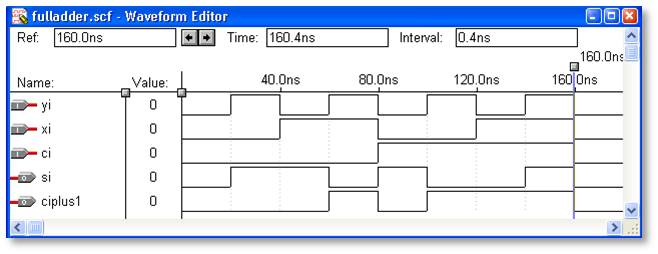 fulladder.scf - Waveform Editor
Ref: 160.0ns Time: 160.4ns Interval: 0.4ns
160.0ns
Name: Value: 40.0ns 80.0ns 120.0ns 160.0ns
yi 0
xi 0
ci 0
si 0
ciplus1 0